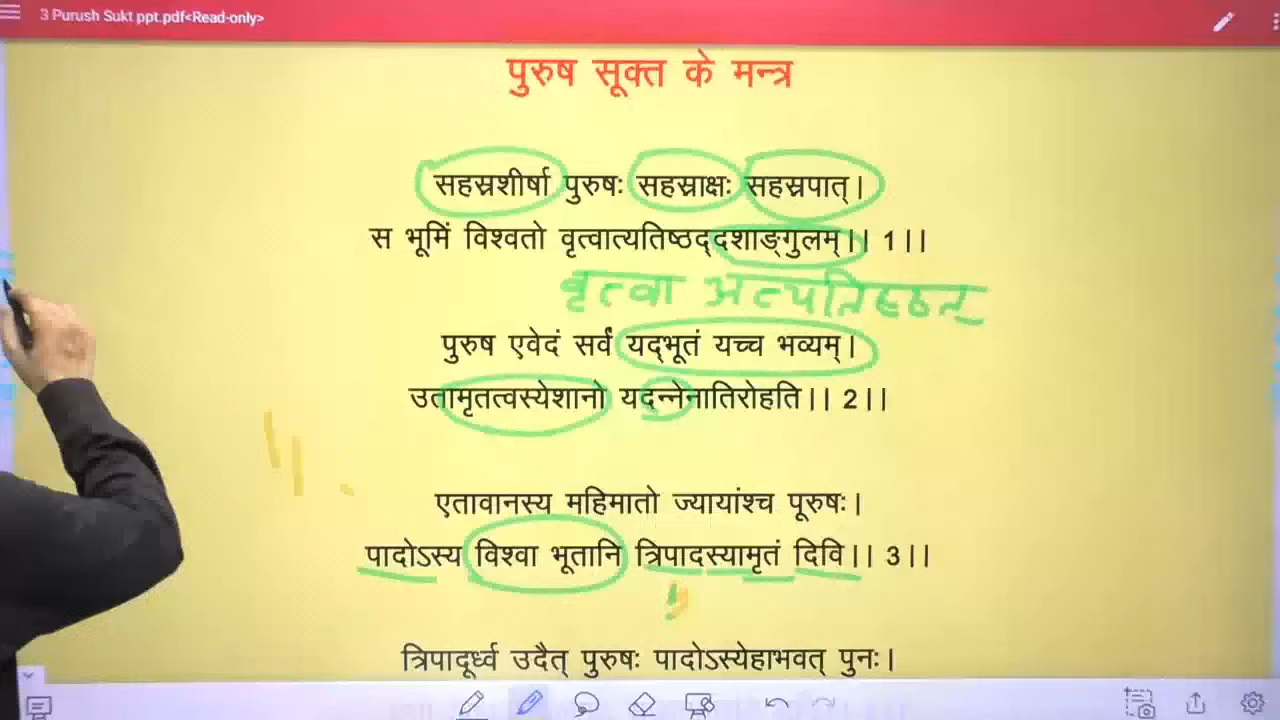 3 Purush Sukt ppt.pdf<Read-only>
पुरुष सूक्त के मन्त्र
सहस्रशीर्षा पुरुषः सहस्राक्षः सहस्रपात्।
स भूमिं विश्वतो वृत्वात्यतिष्ठद्दशाङ्गुलम्।। 1।।
वृत्वा अत्यतिष्ठत्
पुरुष एवेदं सर्वं यद्भूतं यच्च भव्यम्।
उतामृतत्वस्येशानो यदन्नेनातिरोहति।। 2।।
एतावानस्य महिमातो ज्यायांश्च पूरुषः।
पादोऽस्य विश्वा भूतानि त्रिपादस्यामृतं दिवि।। 3।।
त्रिपादूर्ध्व उदैत् पुरुषः पादोऽस्येहाभवत् पुनः।